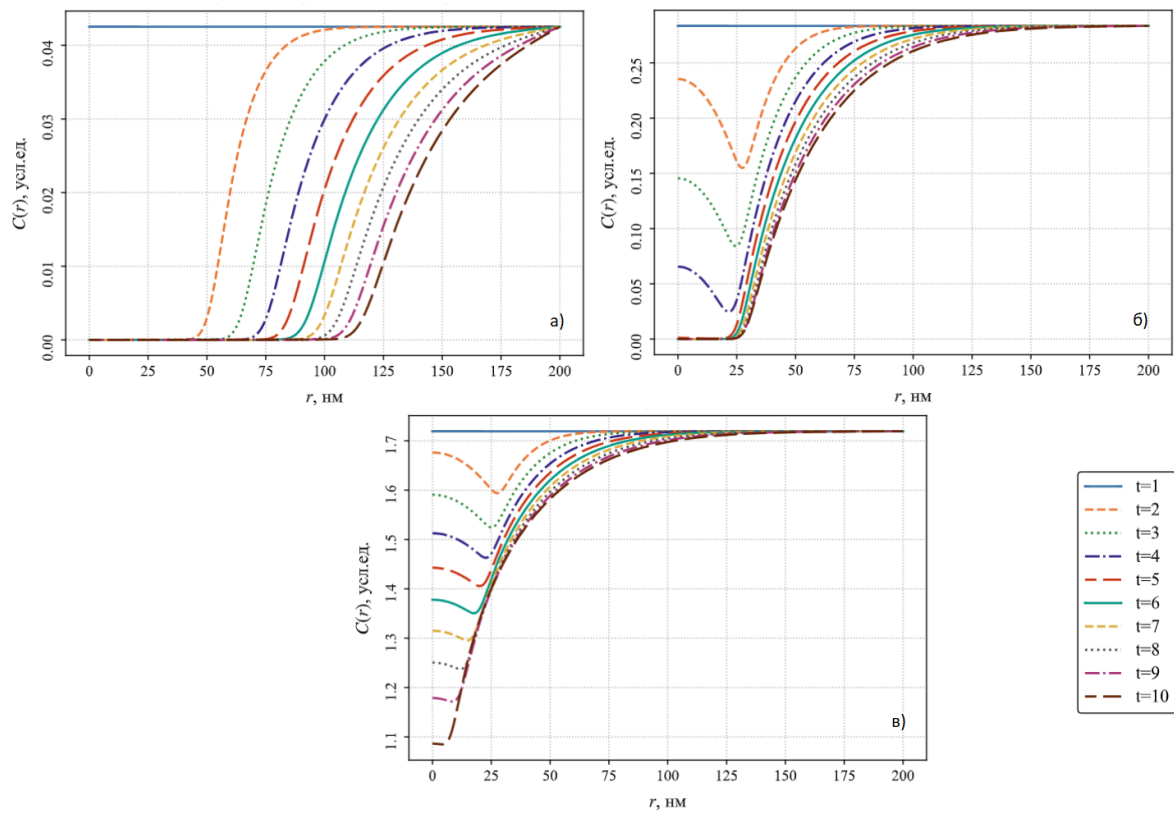 C(r), усл.ед.
0.04
0.03
0.02
0.01
0.00
а)
0 25 50 75 100 125 150 175 200
r, нм
C(r), усл.ед.
0.25
0.20
0.15
0.10
0.05
0.00
б)
0 25 50 75 100 125 150 175 200
r, нм
C(r), усл.ед.
1.7
1.6
1.5
1.4
1.3
1.2
1.1
в)
0 25 50 75 100 125 150 175 200
r, нм
t=1
t=2
t=3
t=4
t=5
t=6
t=7
t=8
t=9
t=10